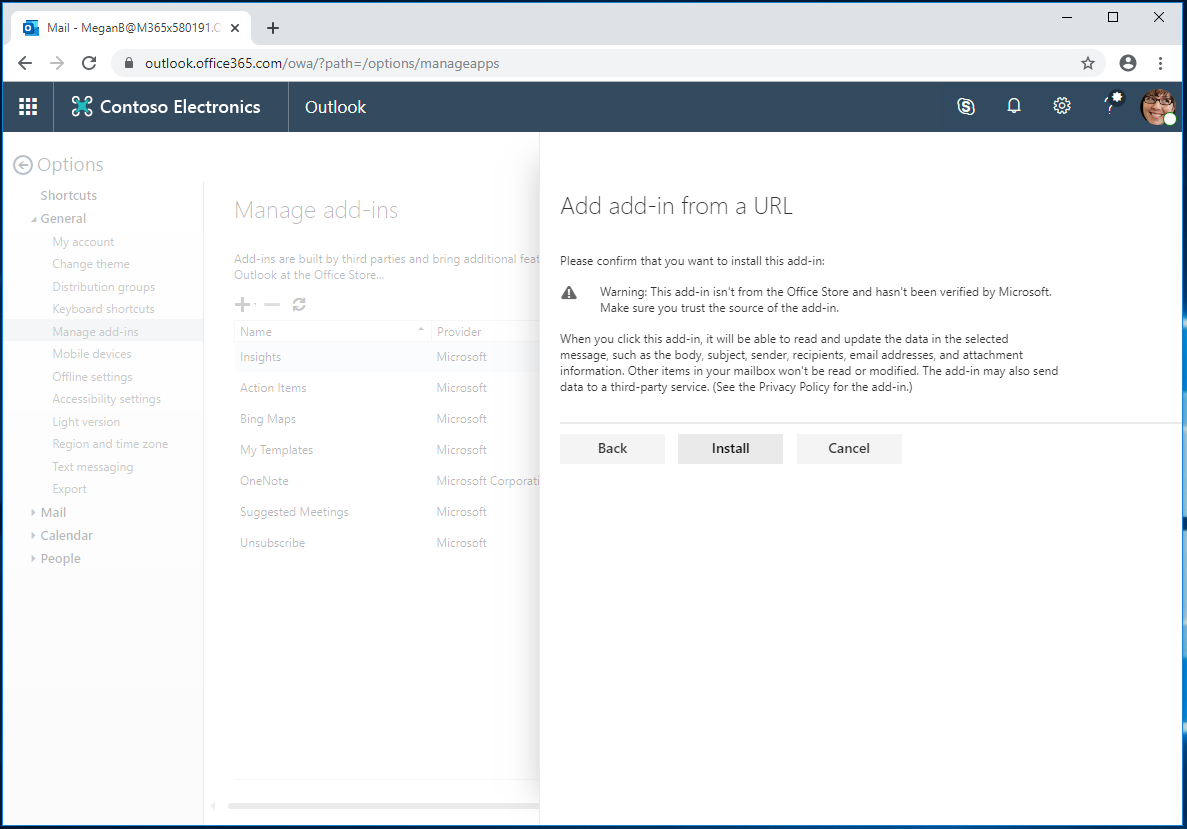 Mail - MeganB@M365x580191.O
outlook.office365.com/owa/?path=/options/manageapps
Contoso Electronics
Outlook
Options
Shortcuts
General
My account
Change theme
Distribution groups
Keyboard shortcuts
Manage add-ins
Mobile devices
Offline settings
Accessibility settings
Light version
Region and time zone
Text messaging
Export
Mail
Calendar
People
Manage add-ins
Add-ins are built by third parties and bring additional feat
Outlook at the Office Store...
Name Provider
Insights Microsoft
Action Items Microsoft
Bing Maps Microsoft
My Templates Microsoft
OneNote Microsoft Corporati
Suggested Meetings Microsoft
Unsubscribe Microsoft
Add add-in from a URL
Please confirm that you want to install this add-in:
Warning: This add-in isn't from the Office Store and hasn't been verified by Microsoft.
Make sure you trust the source of the add-in.
When you click this add-in, it will be able to read and update the data in the selected
message, such as the body, subject, sender, recipients, email addresses, and attachment
information. Other items in your mailbox won't be read or modified. The add-in may also send
data to a third-party service. (See the Privacy Policy for the add-in.)
Back Install Cancel